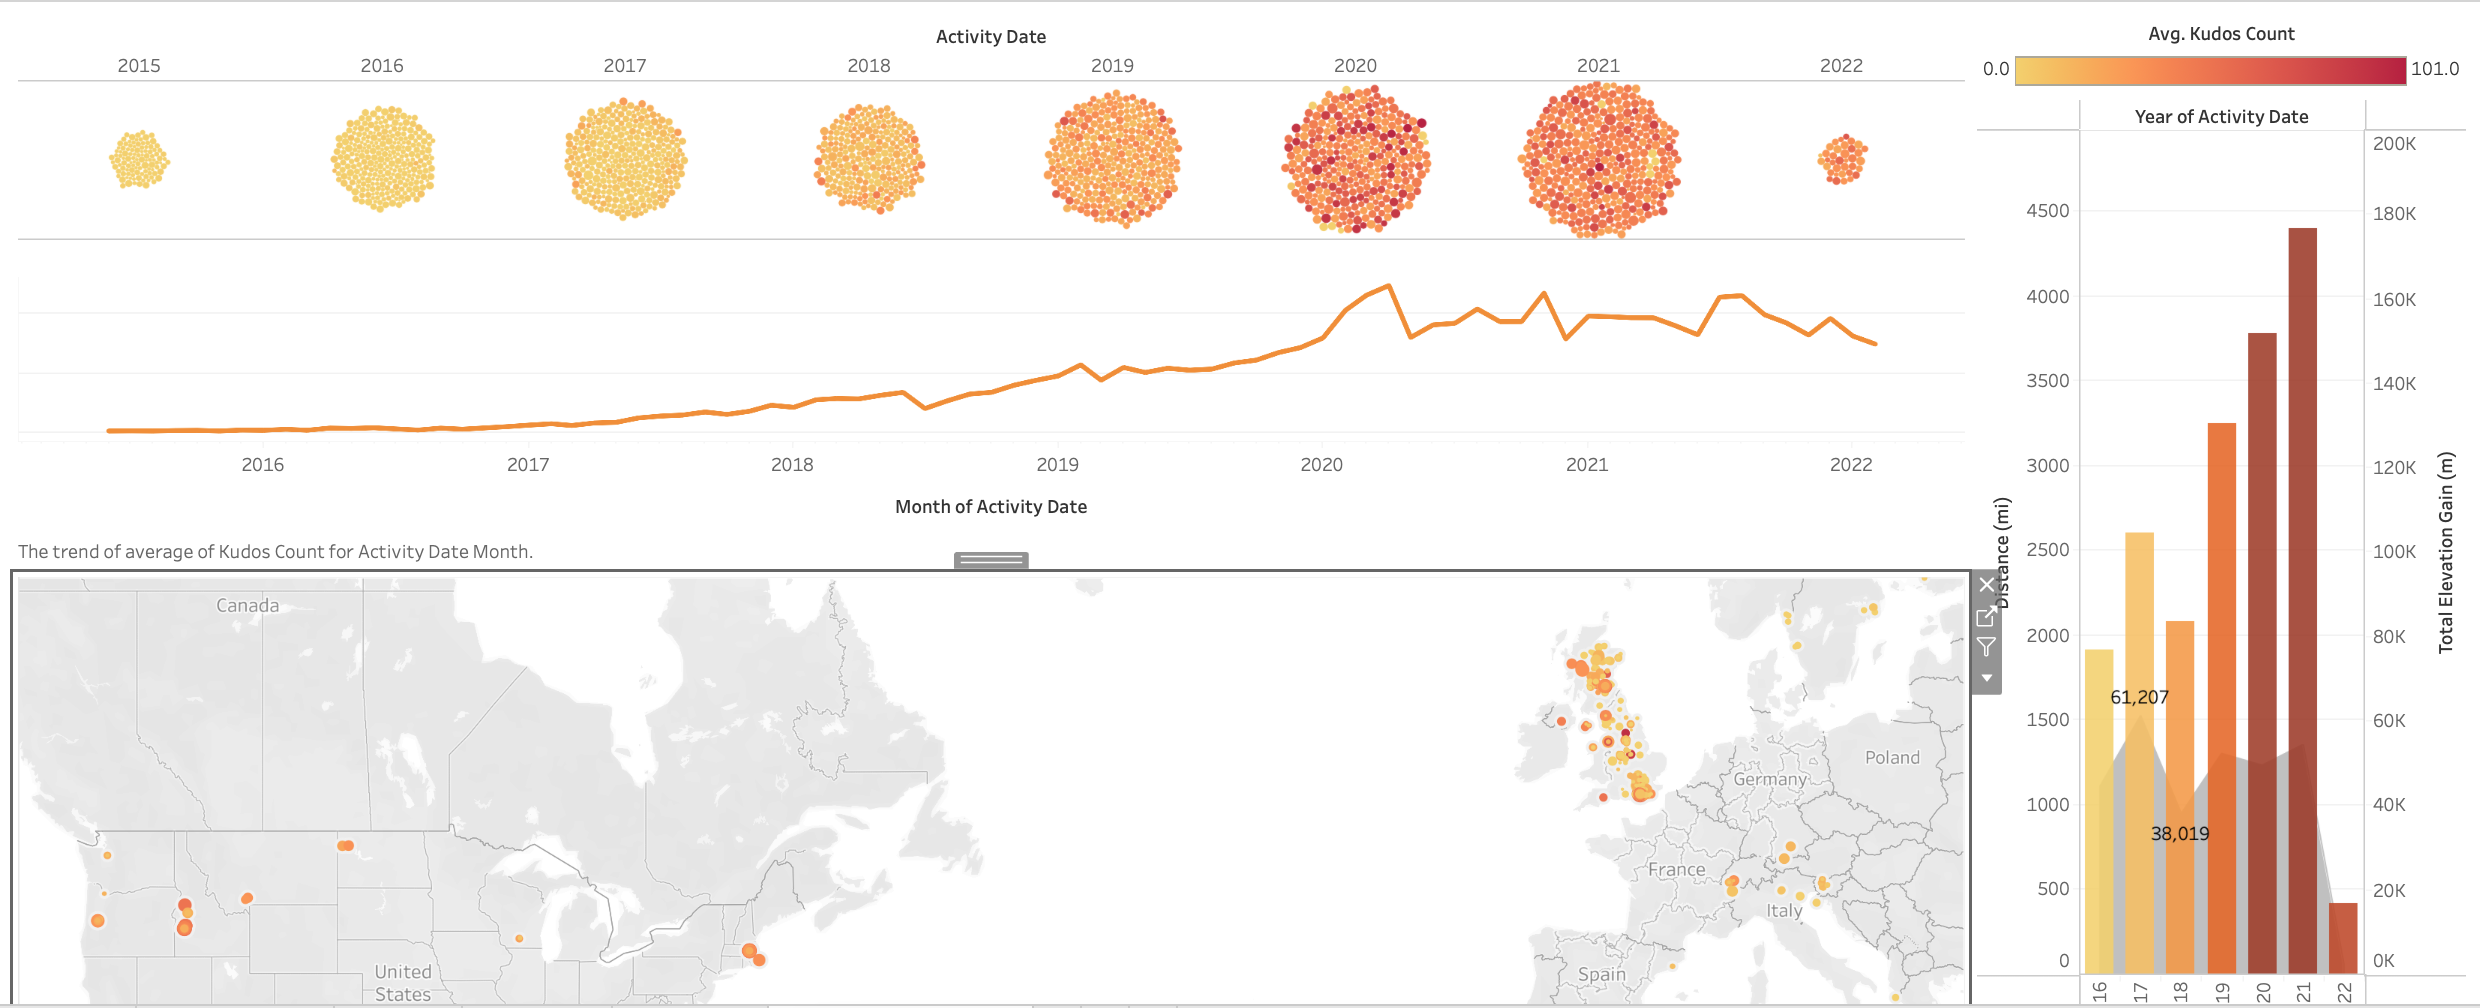 Activity Date
2015 2016 2017 2018 2019 2020 2021 2022
2016 2017 2018 2019 2020 2021 2022
Month of Activity Date
The trend of average of Kudos Count for Activity Date Month.
Canada
United
States
Poland
Germany
France
Italy
Spain
Avg. Kudos Count
0.0 101.0
Year of Activity Date
Distance (mi)
4500
4000
3500
3000
2500
2000
1500
1000
500
0
61,207
38,019
200K
180K
160K
140K
120K
100K
80K
60K
40K
20K
0K
Total Elevation Gain (m)
16 17 18 19 20 21 22